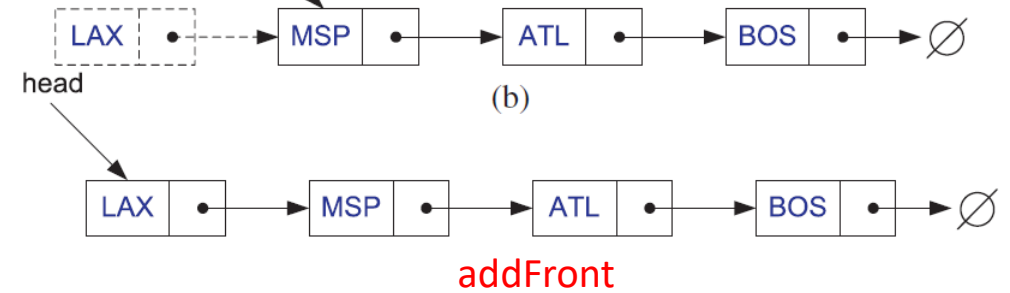 LAX MSP ATL BOS ∅
(b)
head
LAX MSP ATL BOS ∅
addFront